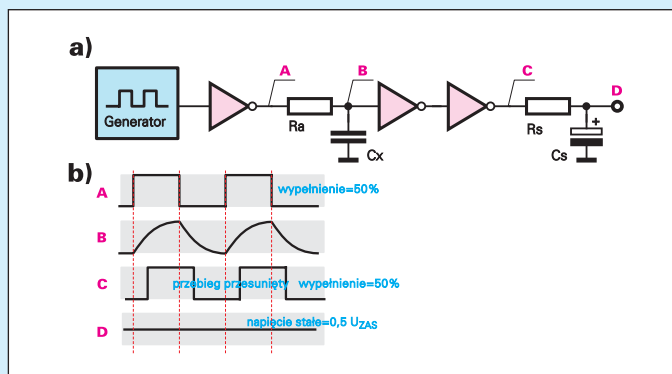 a)
A
B
C
D
Generator
Ra
Cx
Rs
+
Cs
b)
A
wypełnienie=50%
B
C
przebieg przesunięty wypełnienie=50%
D
napięcie stałe=0,5 UZAS